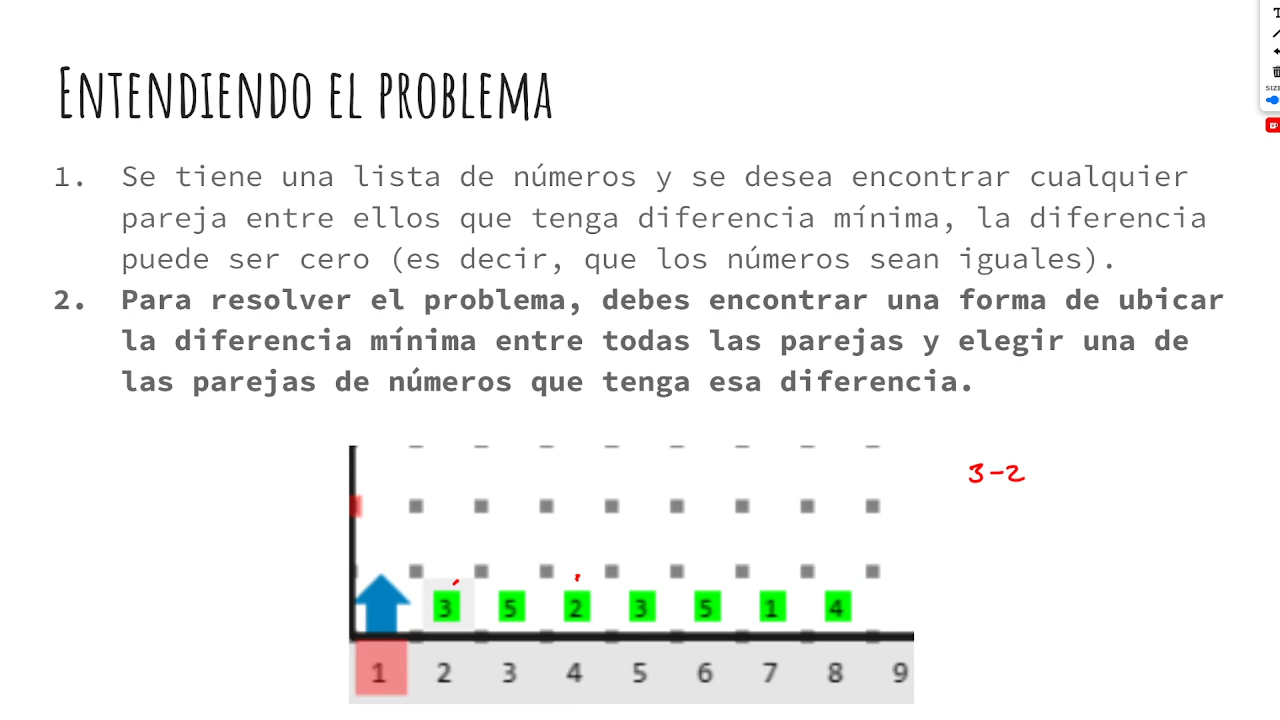 ENTENDIENDO EL PROBLEMA
1. Se tiene una lista de números y se desea encontrar cualquier
pareja entre ellos que tenga diferencia mínima, la diferencia
puede ser cero (es decir, que los números sean iguales).
2. Para resolver el problema, debes encontrar una forma de ubicar
la diferencia mínima entre todas las parejas y elegir una de
las parejas de números que tenga esa diferencia.
3-2
3 5 2 3 5 1 4
1 2 3 4 5 6 7 8 9